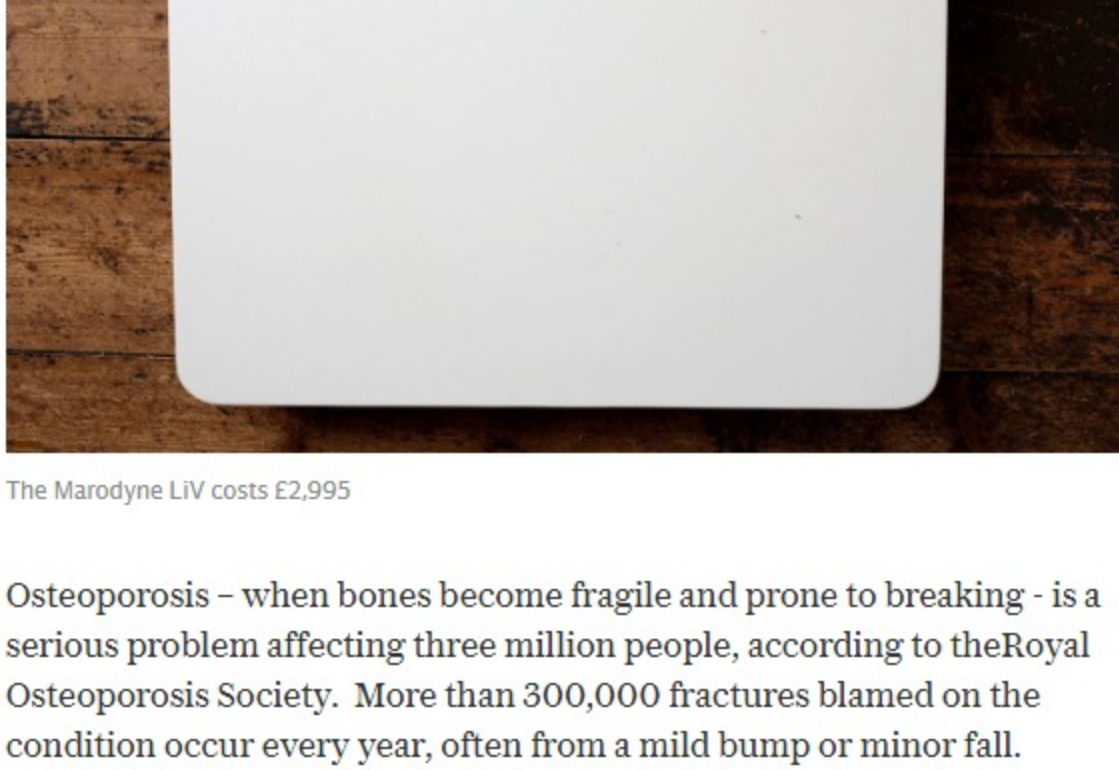 The Marodyne LiV costs £2,995
Osteoporosis – when bones become fragile and prone to breaking - is a
serious problem affecting three million people, according to theRoyal
Osteoporosis Society.  More than 300,000 fractures blamed on the
condition occur every year, often from a mild bump or minor fall.